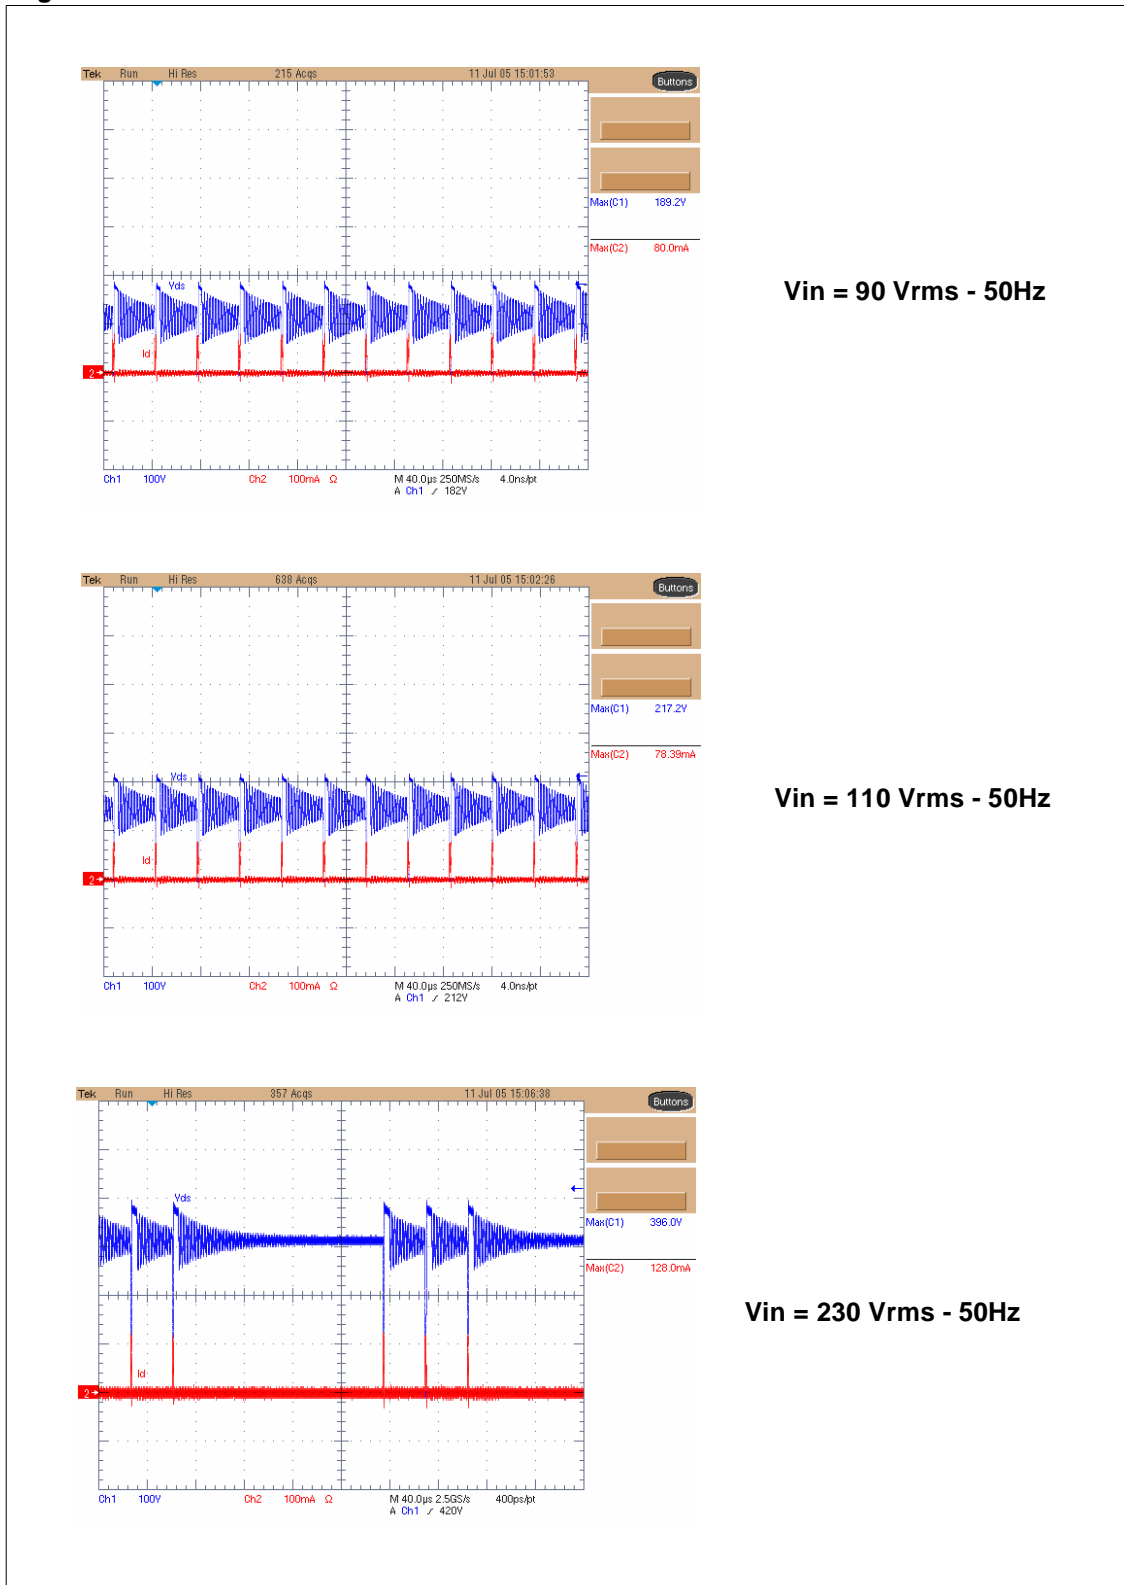 Tek Run Hi Res 215 Acqs 11 Jul 05 15:01:53
Buttons
Max(C1) 189.2V
Max(C2) 80.0mA
Vds
Id
2
Ch1 100V Ch2 100mA Ω M 40.0µs 250MS/s 4.0ns/pt
A Ch1 ∕ 182V
Vin = 90 Vrms - 50Hz
Tek Run Hi Res 638 Acqs 11 Jul 05 15:02:26
Buttons
Max(C1) 217.2V
Max(C2) 78.39mA
Vds
Id
2
Ch1 100V Ch2 100mA Ω M 40.0µs 250MS/s 4.0ns/pt
A Ch1 ∕ 212V
Vin = 110 Vrms - 50Hz
Tek Run Hi Res 357 Acqs 11 Jul 05 15:06:38
Buttons
Max(C1) 396.0V
Max(C2) 128.0mA
Vds
Id
2
Ch1 100V Ch2 100mA Ω M 40.0µs 2.5GS/s 400ps/pt
A Ch1 ∕ 420V
Vin = 230 Vrms - 50Hz